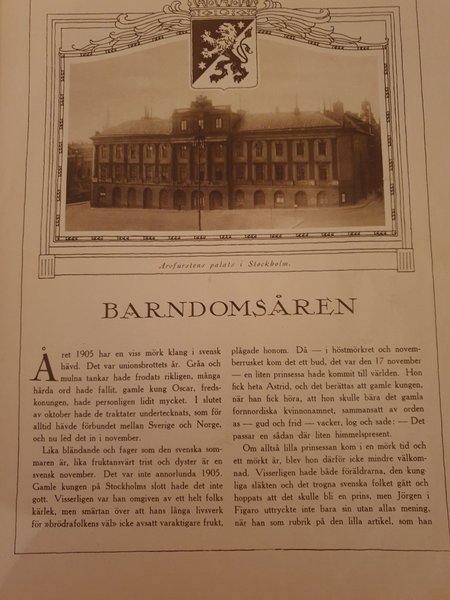 Arofurstens palats i Stockholm.
BARNDOMSÅREN
Året 1905 har en viss mörk klang i svensk
hävd. Det var unionsbrottets år. Gråa och
mulna tankar hade frodats rikligen, många
hårda ord hade fallit, gamle kung Oscar, freds-
konungen, hade personligen lidit mycket. I slutet
av oktober hade de traktater undertecknats, som för
alltid hävde förbundet mellan Sverige och Norge,
och nu led det in i november.
Lika bländande och fager som den svenska som-
maren är, lika fruktansvärt trist och dyster är en
svensk november. Det var inte annorlunda 1905.
Gamle kungen på Stockholms slott hade det inte
gott. Visserligen var han omgiven av ett helt folks
kärlek, men smärtan över att hans långa livsverk
för »brödrafolkens väl» icke avsatt varaktigare frukt,
plågade honom. Då — i höstmörkret och novem-
berrusket kom det ett bud, det var den 17 november
— en liten prinsessa hade kommit till världen. Hon
fick heta Astrid, och det berättas att gamle kungen,
när han fick höra, att hon skulle bära det gamla
fornnordiska kvinnonamnet, sammansatt av orden
as — gud och frid — vacker, log och sade: — Det
passar en sådan där liten himmelspresent.
Om alltså lilla prinsessan kom i en mörk tid och
ett mörkt år, blev hon därför icke mindre välkom-
nad. Visserligen hade både föräldrarna, den kung-
liga släkten och det trogna svenska folket gått och
hoppats att det skulle bli en prins, men Jörgen i
Figaro uttryckte inte bara sin utan allas mening,
när han som rubrik på den lilla artikel, som han